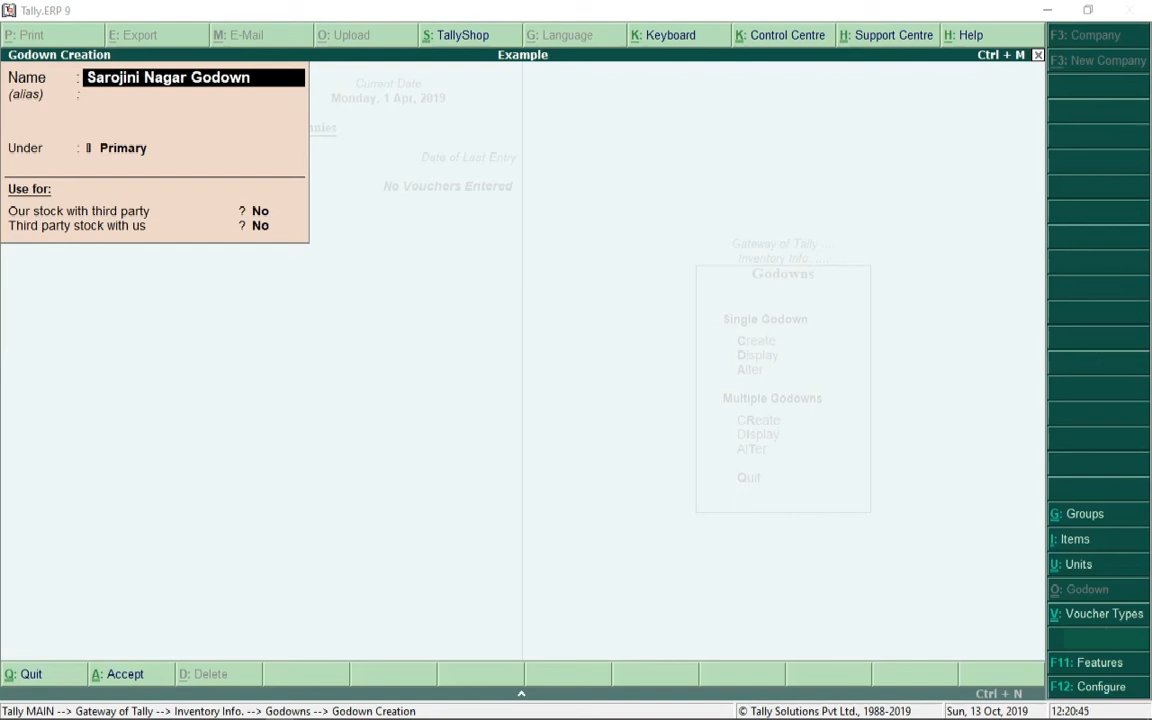 Tally.ERP 9
P: Print E: Export M: E-Mail O: Upload S: TallyShop G: Language K: Keyboard K: Control Centre H: Support Centre H: Help
F3: Company
Godown Creation Example Ctrl + M
F3: New Company
Name : Sarojini Nagar Godown
(alias) :
Current Date
Monday, 1 Apr, 2019
Under : Primary
Date of Last Entry
No Vouchers Entered
Use for:
Our stock with third party ? No
Third party stock with us ? No
Gateway of Tally ...
Inventory Info. .....
Godowns
Single Godown
Create
Display
Alter
Multiple Godowns
CReate
DIsplay
AlTer
Quit
G: Groups
I: Items
U: Units
O: Godown
V: Voucher Types
F11: Features
F12: Configure
Q: Quit A: Accept D: Delete
Ctrl + N
Tally MAIN --> Gateway of Tally --> Inventory Info. --> Godowns --> Godown Creation © Tally Solutions Pvt Ltd., 1988-2019 Sun, 13 Oct, 2019 12:20:45